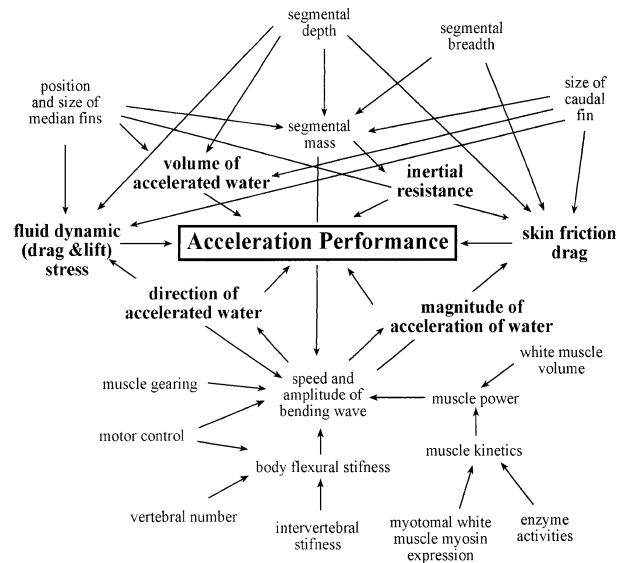 segmental
depth
segmental
breadth
position
and size of
median fins
size of
caudal
fin
segmental
mass
volume of
accelerated water
inertial
resistance
fluid dynamic
(drag &lift)
stress
Acceleration Performance
skin friction
drag
direction of
accelerated water
magnitude of
acceleration of water
white muscle
volume
muscle gearing
speed and
amplitude of
bending wave
muscle power
motor control
muscle kinetics
body flexural stifness
vertebral number
intervertebral
stifness
myotomal white
muscle myosin
expression
enzyme
activities